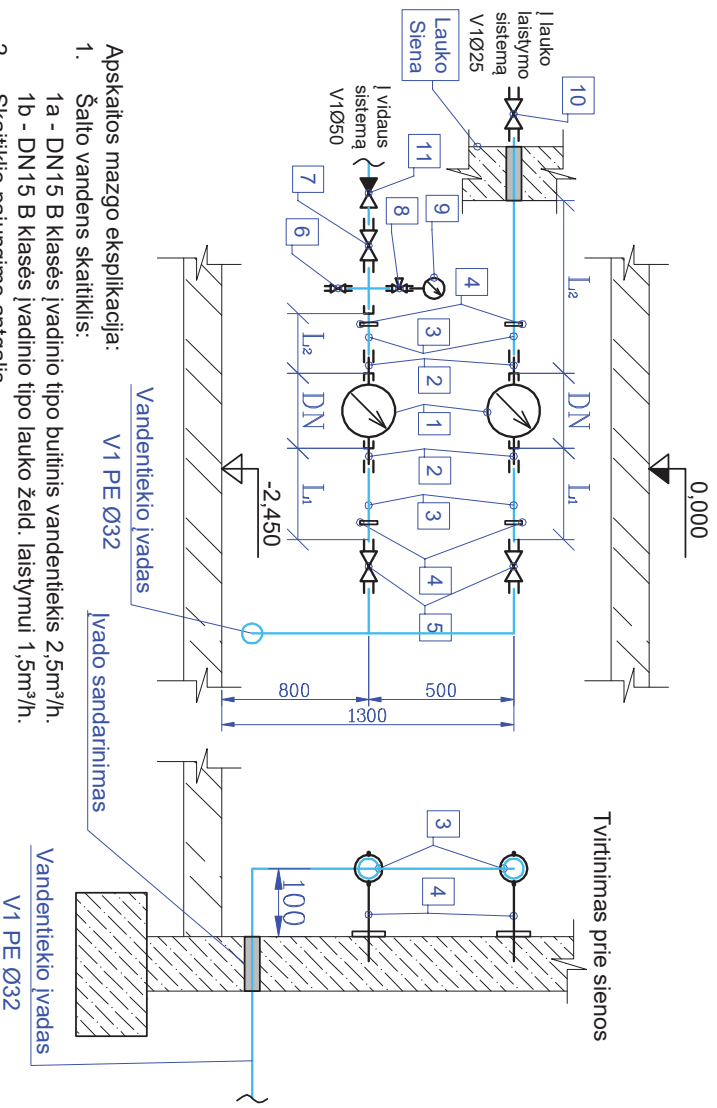 0,000
Į lauko
laistymo
sistemą
V1Ø25
10
Lauko
Siena
L2
DN
L1
Į vidaus
sistemą
V1Ø50
11
7
6
8
9
4
3
2
1
2
3
4
5
L2
DN
L1
-2,450
800
500
1300
Vandentiekio įvadas
V1 PE Ø32
Tvirtinimas prie sienos
3
4
100
Įvado sandarinimas
Vandentiekio įvadas
V1 PE Ø32
Apskaitos mazgo eksplikacija:
1. Šalto vandens skaitiklis:
1a - DN15 B klasės įvadinio tipo buitinis vandentiekis 2,5m³/h.
1b - DN15 B klasės įvadinio tipo lauko želd. laistymui 1,5m³/h.
2. Skaitiklio pajungimo antgalis